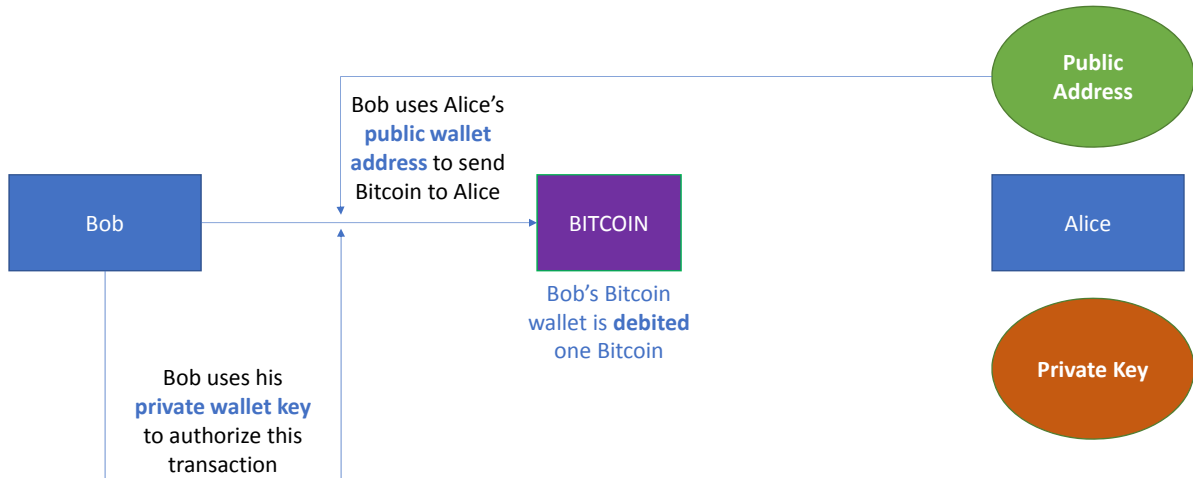 Public
Address
Bob uses Alice’s
public wallet
address to send
Bitcoin to Alice
Bob
BITCOIN
Alice
Bob’s Bitcoin
wallet is debited
one Bitcoin
Private Key
Bob uses his
private wallet key
to authorize this
transaction